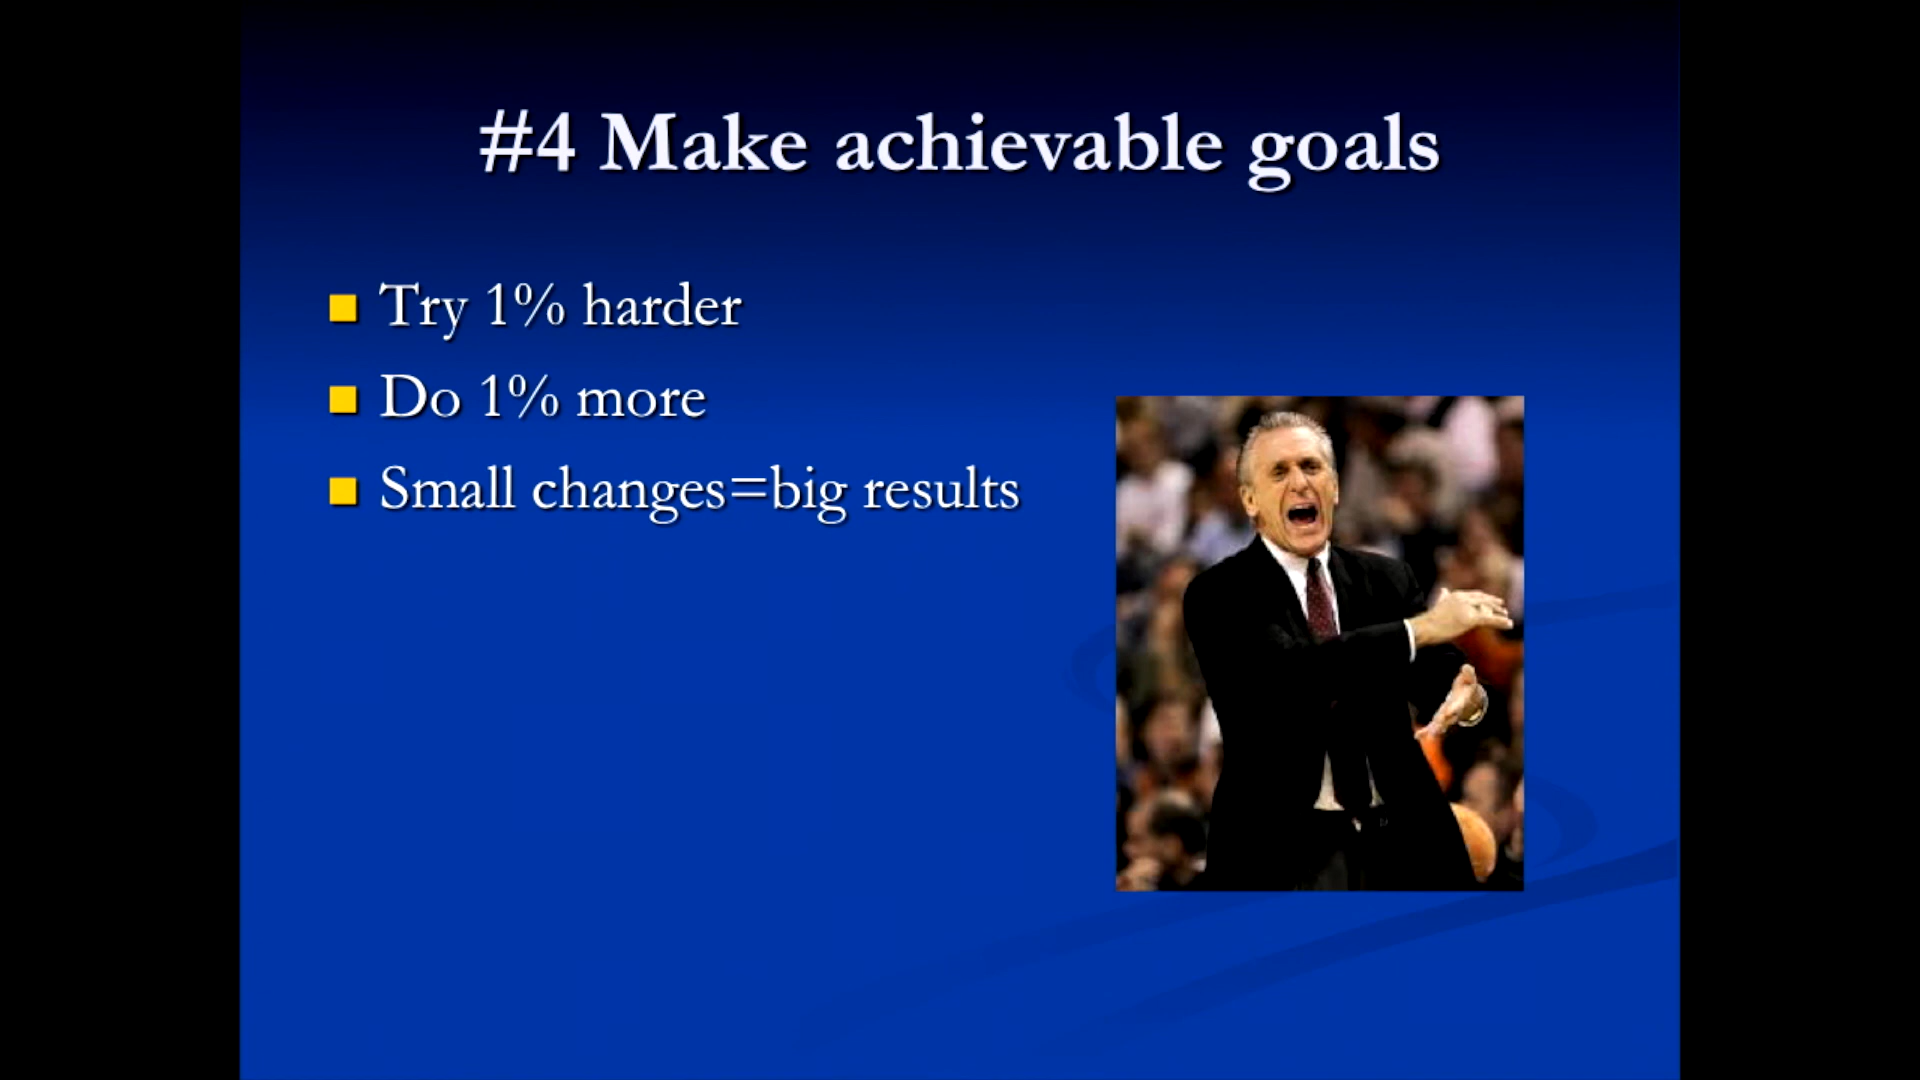 #4 Make achievable goals
Try 1% harder
Do 1% more
Small changes=big results